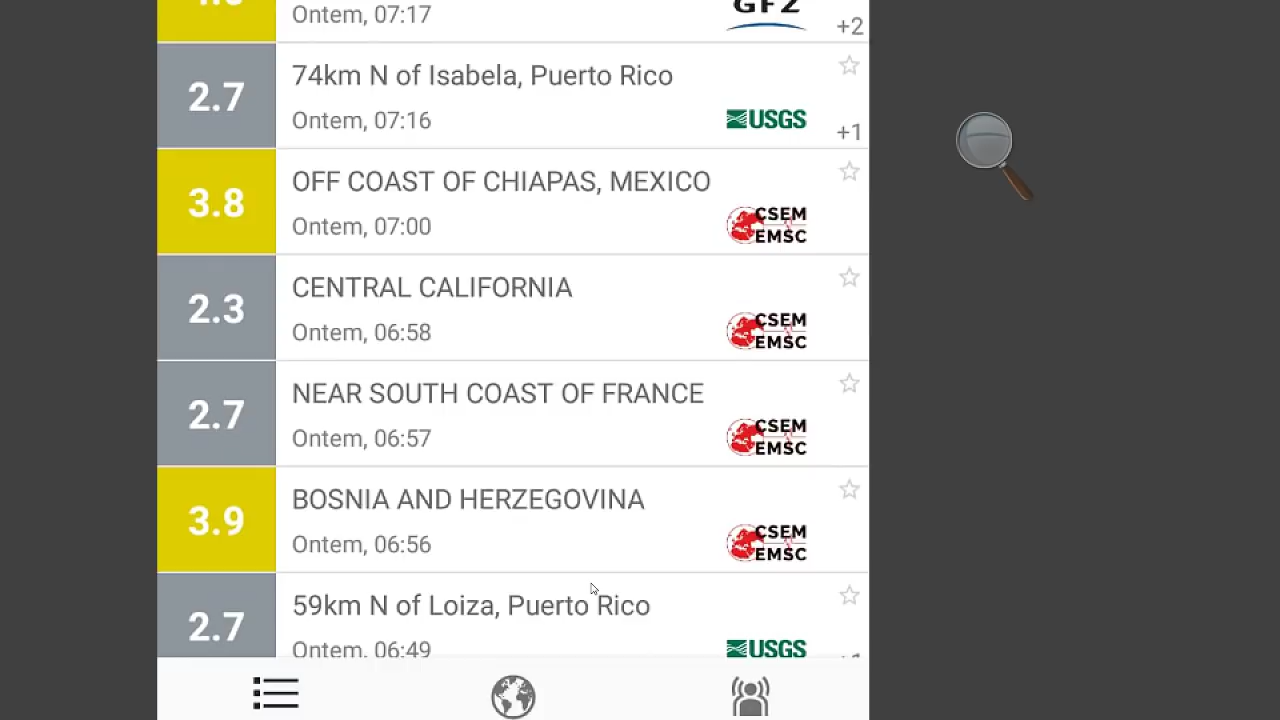 GFZ
Ontem, 07:17
+2
2.7
74km N of Isabela, Puerto Rico
Ontem, 07:16
USGS
+1
3.8
OFF COAST OF CHIAPAS, MEXICO
Ontem, 07:00
CSEM
EMSC
2.3
CENTRAL CALIFORNIA
Ontem, 06:58
CSEM
EMSC
2.7
NEAR SOUTH COAST OF FRANCE
Ontem, 06:57
CSEM
EMSC
3.9
BOSNIA AND HERZEGOVINA
Ontem, 06:56
CSEM
EMSC
2.7
59km N of Loiza, Puerto Rico
Ontem, 06:49
USGS